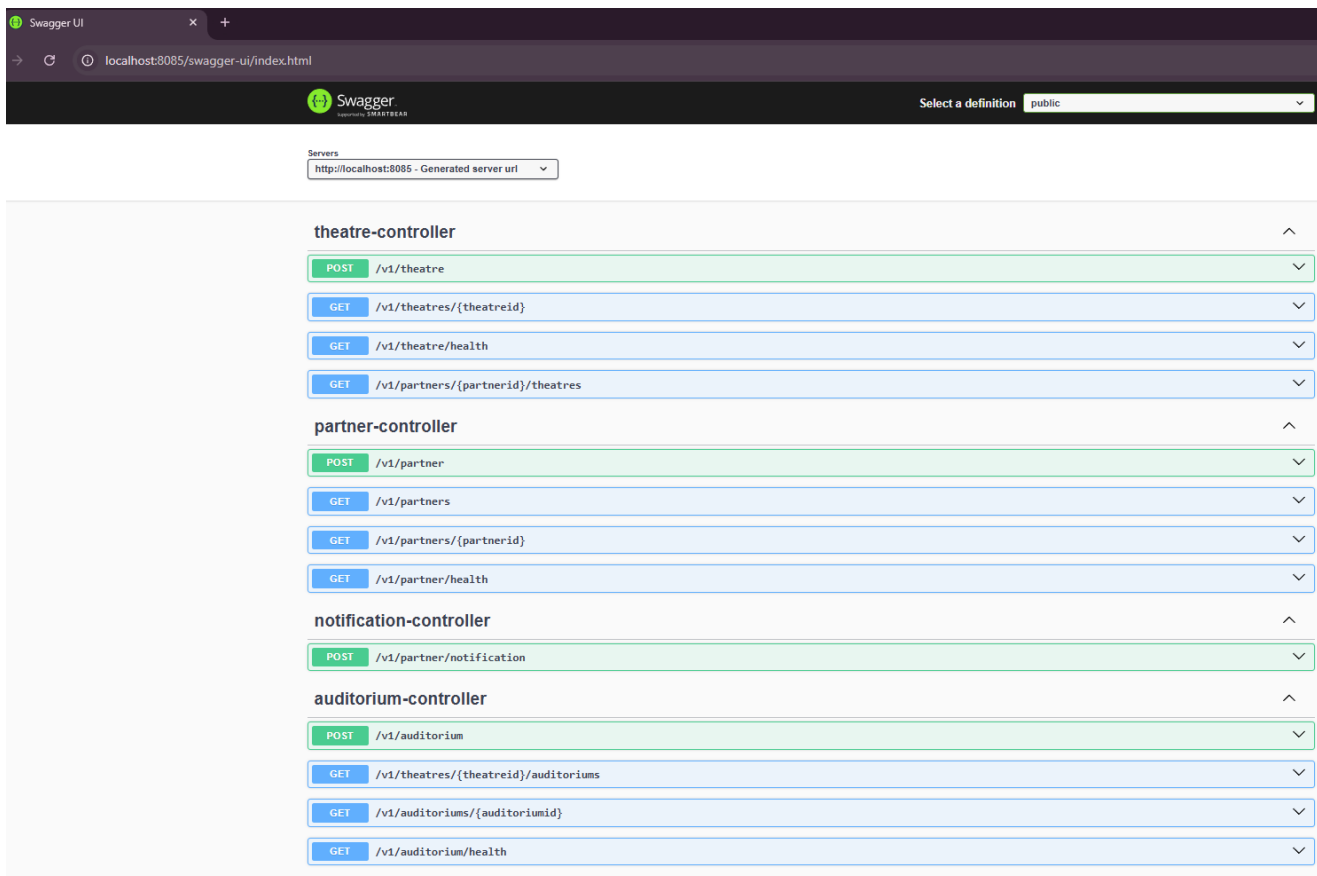 Swagger UI
localhost:8085/swagger-ui/index.html
Swagger.
Supported by SMARTBEAR
Select a definition public
Servers
http://localhost:8085 - Generated server url
theatre-controller
POST /v1/theatre
GET /v1/theatres/{theatreid}
GET /v1/theatre/health
GET /v1/partners/{partnerid}/theatres
partner-controller
POST /v1/partner
GET /v1/partners
GET /v1/partners/{partnerid}
GET /v1/partner/health
notification-controller
POST /v1/partner/notification
auditorium-controller
POST /v1/auditorium
GET /v1/theatres/{theatreid}/auditoriums
GET /v1/auditoriums/{auditoriumid}
GET /v1/auditorium/health